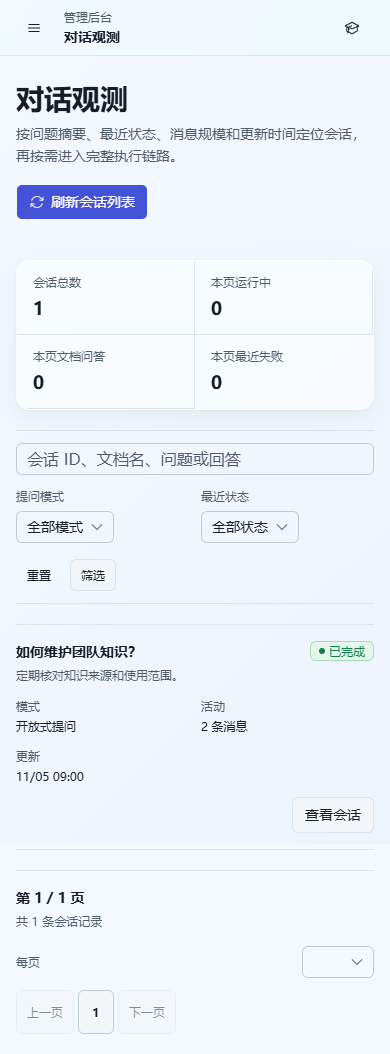 管理后台
对话观测
对话观测
按问题摘要、最近状态、消息规模和更新时间定位会话，
再按需进入完整执行链路。
刷新会话列表
会话总数
1
本页运行中
0
本页文档问答
0
本页最近失败
0
会话 ID、文档名、问题或回答
提问模式
最近状态
全部模式
全部状态
重置
筛选
如何维护团队知识？
已完成
定期核对知识来源和使用范围。
模式
活动
开放式提问
2 条消息
更新
11/05 09:00
查看会话
第 1 / 1 页
共 1 条会话记录
每页
上一页
1
下一页